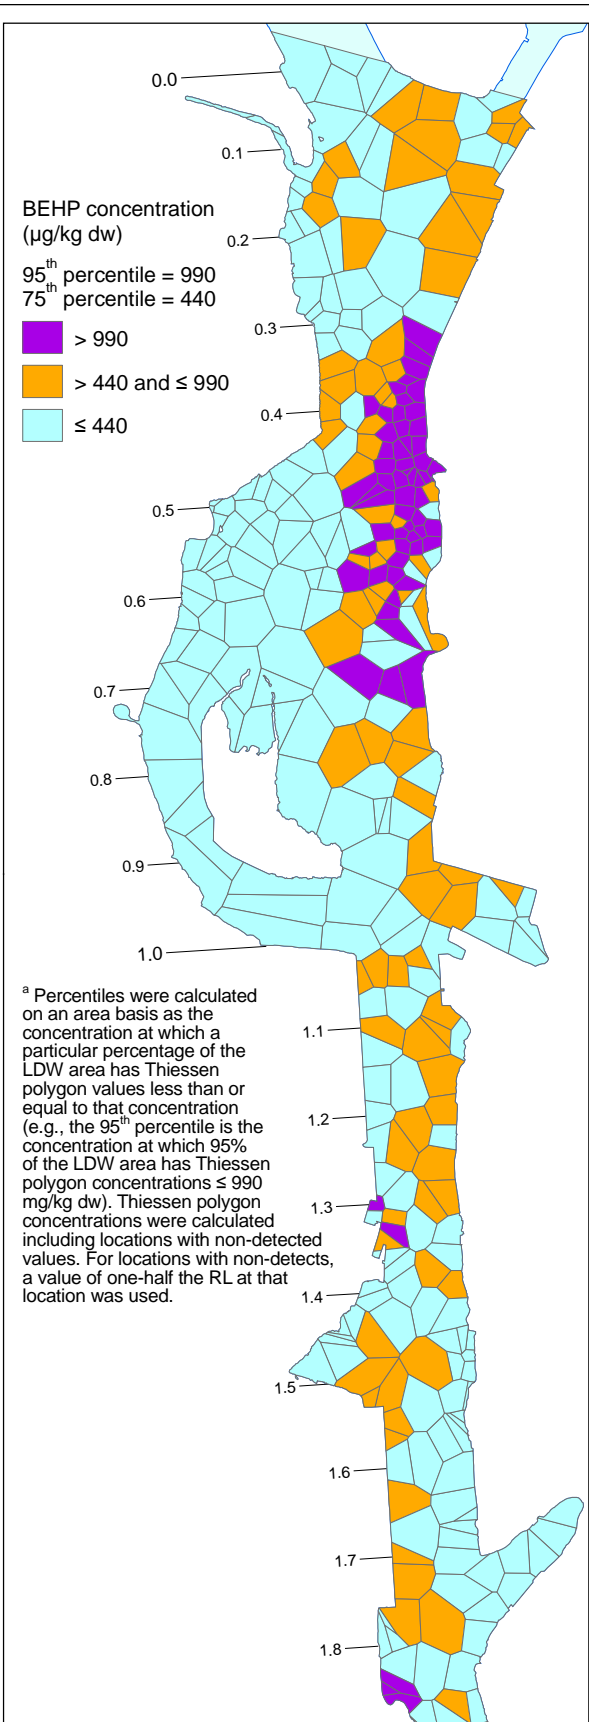 0.0
0.1
BEHP concentration
(µg/kg dw)
0.2
95th percentile = 990
75th percentile = 440
0.3
> 990
> 440 and ≤ 990
0.4
≤ 440
0.5
0.6
0.7
0.8
0.9
1.0
a Percentiles were calculated
on an area basis as the
concentration at which a
particular percentage of the
LDW area has Thiessen
polygon values less than or
equal to that concentration
(e.g., the 95th percentile is the
concentration at which 95%
of the LDW area has Thiessen
polygon concentrations ≤ 990
mg/kg dw). Thiessen polygon
concentrations were calculated
including locations with non-detected
values. For locations with non-detects,
a value of one-half the RL at that
location was used.
1.1
1.2
1.3
1.4
1.5
1.6
1.7
1.8